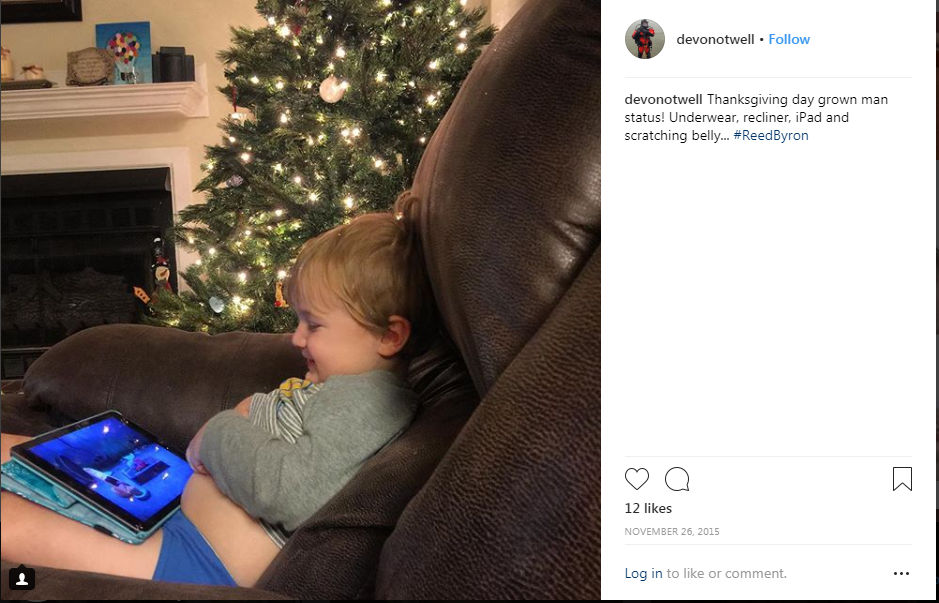 devonotwell • Follow
devonotwell Thanksgiving day grown man
status! Underwear, recliner, iPad and
scratching belly... #ReedByron
12 likes
NOVEMBER 26, 2015
Log in to like or comment.